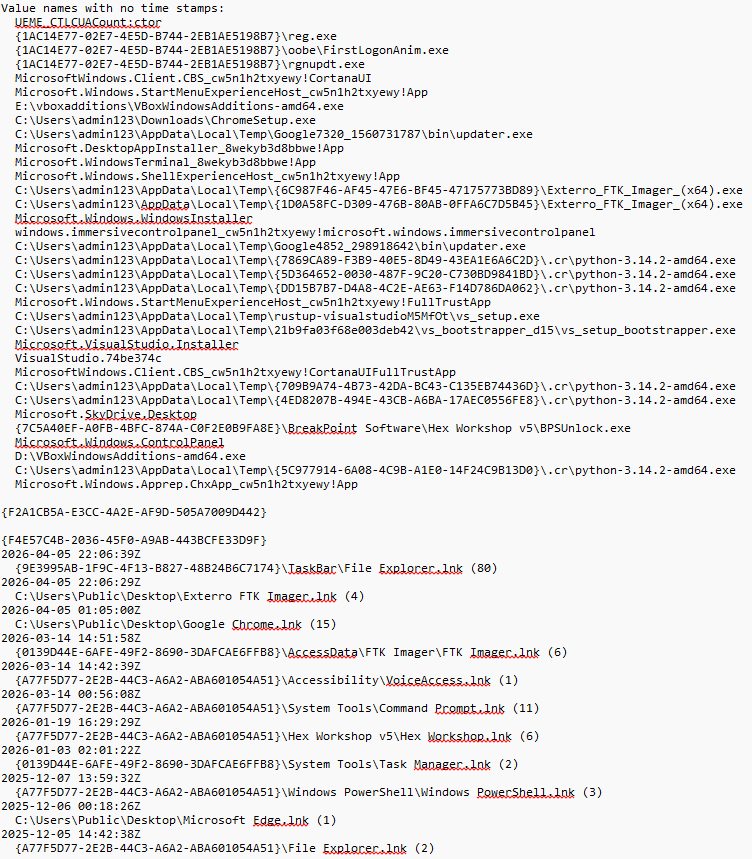 Value names with no time stamps:
UEME_CTLCUACount:ctor
{1AC14E77-02E7-4E5D-B744-2EB1AE5198B7}\reg.exe
{1AC14E77-02E7-4E5D-B744-2EB1AE5198B7}\oobe\FirstLogonAnim.exe
{1AC14E77-02E7-4E5D-B744-2EB1AE5198B7}\rgnupdt.exe
MicrosoftWindows.Client.CBS_cw5n1h2txyewy!CortanaUI
Microsoft.Windows.StartMenuExperienceHost_cw5n1h2txyewy!App
E:\vboxadditions\VBoxWindowsAdditions-amd64.exe
C:\Users\admin123\Downloads\ChromeSetup.exe
C:\Users\admin123\AppData\Local\Temp\Google7320_1560731787\bin\updater.exe
Microsoft.DesktopAppInstaller_8wekyb3d8bbwe!App
Microsoft.WindowsTerminal_8wekyb3d8bbwe!App
Microsoft.Windows.ShellExperienceHost_cw5n1h2txyewy!App
C:\Users\admin123\AppData\Local\Temp\{6C987F46-AF45-47E6-BF45-47175773BD89}\Exterro_FTK_Imager_(x64).exe
C:\Users\admin123\AppData\Local\Temp\{1D0A58FC-D309-476B-80AB-0FFA6C7D5B45}\Exterro_FTK_Imager_(x64).exe
Microsoft.Windows.WindowsInstaller
windows.immersivecontrolpanel_cw5n1h2txyewy!microsoft.windows.immersivecontrolpanel
C:\Users\admin123\AppData\Local\Temp\Google4852_298918642\bin\updater.exe
C:\Users\admin123\AppData\Local\Temp\{7869CA89-F3B9-40E5-8D49-43EA1E6A6C2D}\.cr\python-3.14.2-amd64.exe
C:\Users\admin123\AppData\Local\Temp\{5D364652-0030-487F-9C20-C730BD9841BD}\.cr\python-3.14.2-amd64.exe
C:\Users\admin123\AppData\Local\Temp\{DD15B7B7-D4A8-4C2E-AE63-F14D786DA062}\.cr\python-3.14.2-amd64.exe
Microsoft.Windows.StartMenuExperienceHost_cw5n1h2txyewy!FullTrustApp
C:\Users\admin123\AppData\Local\Temp\rustup-visualstudioM5MfOt\vs_setup.exe
C:\Users\admin123\AppData\Local\Temp\21b9fa03f68e003deb42\vs_bootstrapper_d15\vs_setup_bootstrapper.exe
Microsoft.VisualStudio.Installer
VisualStudio.74be374c
MicrosoftWindows.Client.CBS_cw5n1h2txyewy!CortanaUIFullTrustApp
C:\Users\admin123\AppData\Local\Temp\{709B9A74-4B73-42DA-BC43-C135EB74436D}\.cr\python-3.14.2-amd64.exe
C:\Users\admin123\AppData\Local\Temp\{4ED8207B-494E-43CB-A6BA-17AEC0556FE8}\.cr\python-3.14.2-amd64.exe
Microsoft.SkyDrive.Desktop
{7C5A40EF-A0FB-4BFC-874A-C0F2E0B9FA8E}\BreakPoint Software\Hex Workshop v5\BPSUnlock.exe
Microsoft.Windows.ControlPanel
D:\VBoxWindowsAdditions-amd64.exe
C:\Users\admin123\AppData\Local\Temp\{5C977914-6A08-4C9B-A1E0-14F24C9B13D0}\.cr\python-3.14.2-amd64.exe
Microsoft.Windows.Apprep.ChxApp_cw5n1h2txyewy!App
{F2A1CB5A-E3CC-4A2E-AF9D-505A7009D442}
{F4E57C4B-2036-45F0-A9AB-443BCFE33D9F}
2026-04-05 22:06:39Z
{9E3995AB-1F9C-4F13-B827-48B24B6C7174}\TaskBar\File Explorer.lnk (80)
2026-04-05 22:06:29Z
C:\Users\Public\Desktop\Exterro FTK Imager.lnk (4)
2026-04-05 01:05:00Z
C:\Users\Public\Desktop\Google Chrome.lnk (15)
2026-03-14 14:51:58Z
{0139D44E-6AFE-49F2-8690-3DAFCAE6FFB8}\AccessData\FTK Imager\FTK Imager.lnk (6)
2026-03-14 14:42:39Z
{A77F5D77-2E2B-44C3-A6A2-ABA601054A51}\Accessibility\VoiceAccess.lnk (1)
2026-03-14 00:56:08Z
{A77F5D77-2E2B-44C3-A6A2-ABA601054A51}\System Tools\Command Prompt.lnk (11)
2026-01-19 16:29:29Z
{A77F5D77-2E2B-44C3-A6A2-ABA601054A51}\Hex Workshop v5\Hex Workshop.lnk (6)
2026-01-03 02:01:22Z
{0139D44E-6AFE-49F2-8690-3DAFCAE6FFB8}\System Tools\Task Manager.lnk (2)
2025-12-07 13:59:32Z
{A77F5D77-2E2B-44C3-A6A2-ABA601054A51}\Windows PowerShell\Windows PowerShell.lnk (3)
2025-12-06 00:18:26Z
C:\Users\Public\Desktop\Microsoft Edge.lnk (1)
2025-12-05 14:42:38Z
{A77F5D77-2E2B-44C3-A6A2-ABA601054A51}\File Explorer.lnk (2)